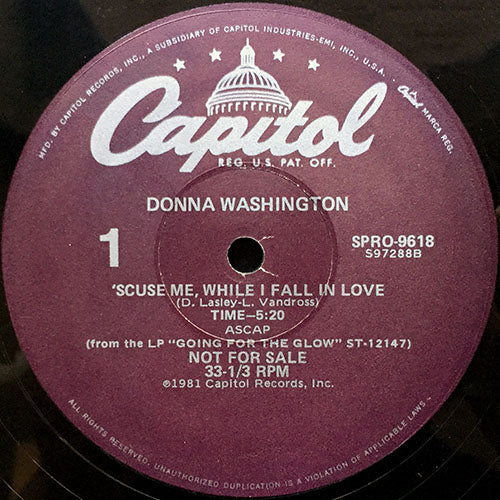 MFD. BY CAPITOL RECORDS, INC., A SUBSIDIARY OF CAPITOL INDUSTRIES-EMI, INC., U.S.A. Capitol MARCA REG.
Capitol
REG. U.S. PAT. OFF.
DONNA WASHINGTON
1
SPRO-9618
S97288B
'SCUSE ME, WHILE I FALL IN LOVE
(D. Lasley-L. Vandross)
TIME—5:20
ASCAP
(from the LP "GOING FOR THE GLOW" ST-12147)
NOT FOR SALE
33-1/3 RPM
©1981 Capitol Records, Inc.
ALL RIGHTS RESERVED. UNAUTHORIZED DUPLICATION IS A VIOLATION OF APPLICABLE LAWS